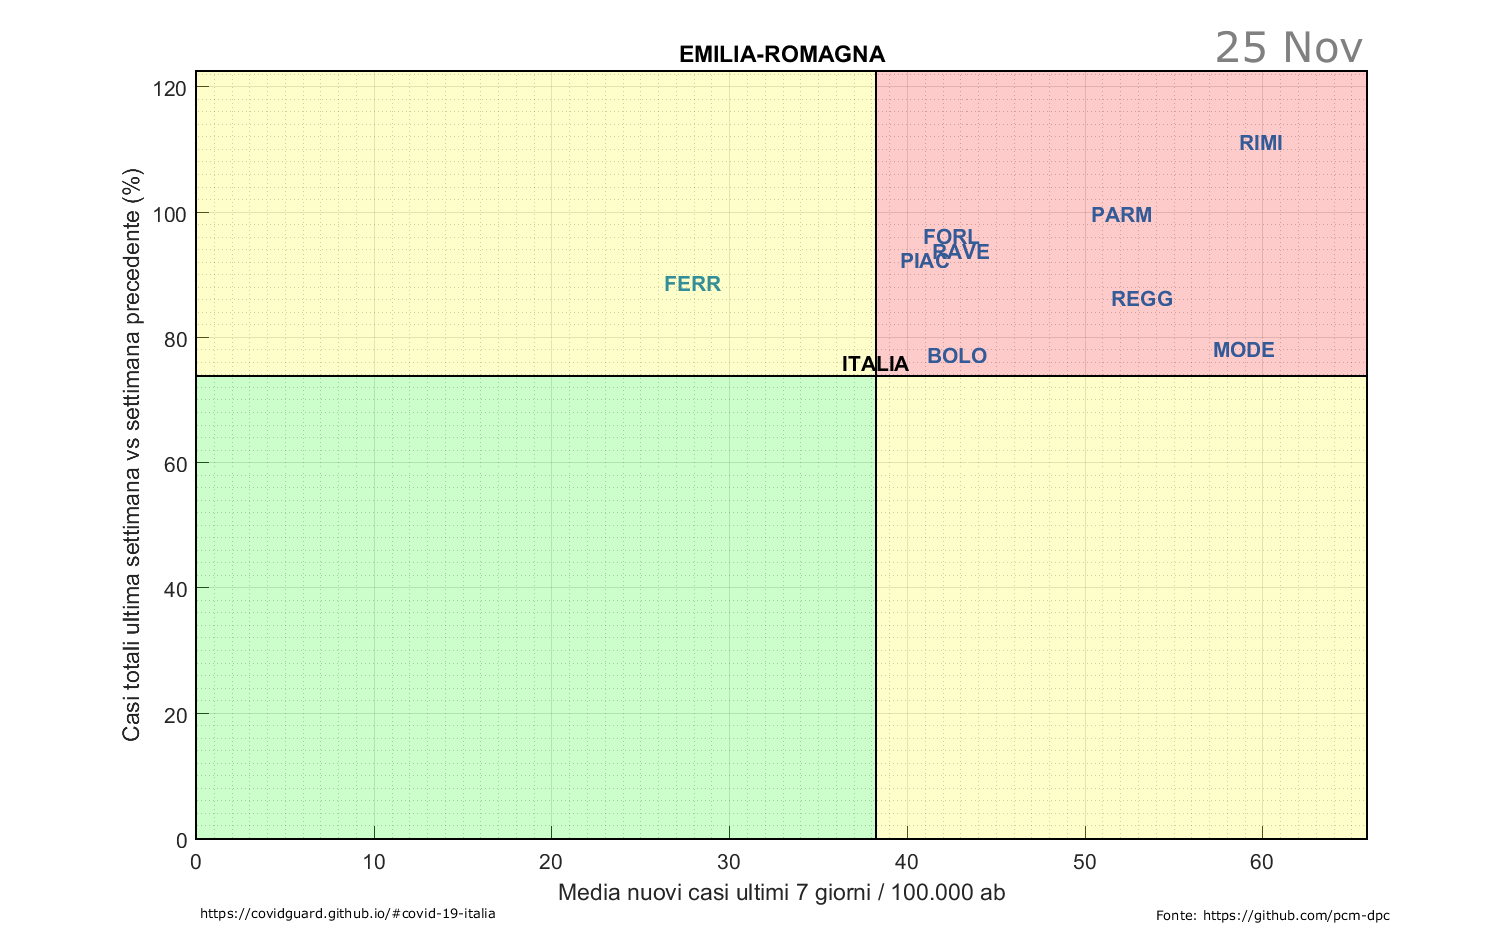 25 Nov
EMILIA-ROMAGNA
120
100
80
60
40
20
0
Casi totali ultima settimana vs settimana precedente (%)
RIMI
PARM
FORL
RAVE
PIAC
FERR
REGG
MODE
BOLO
ITALIA
0 10 20 30 40 50 60
Media nuovi casi ultimi 7 giorni / 100.000 ab
https://covidguard.github.io/#covid-19-italia
Fonte: https://github.com/pcm-dpc